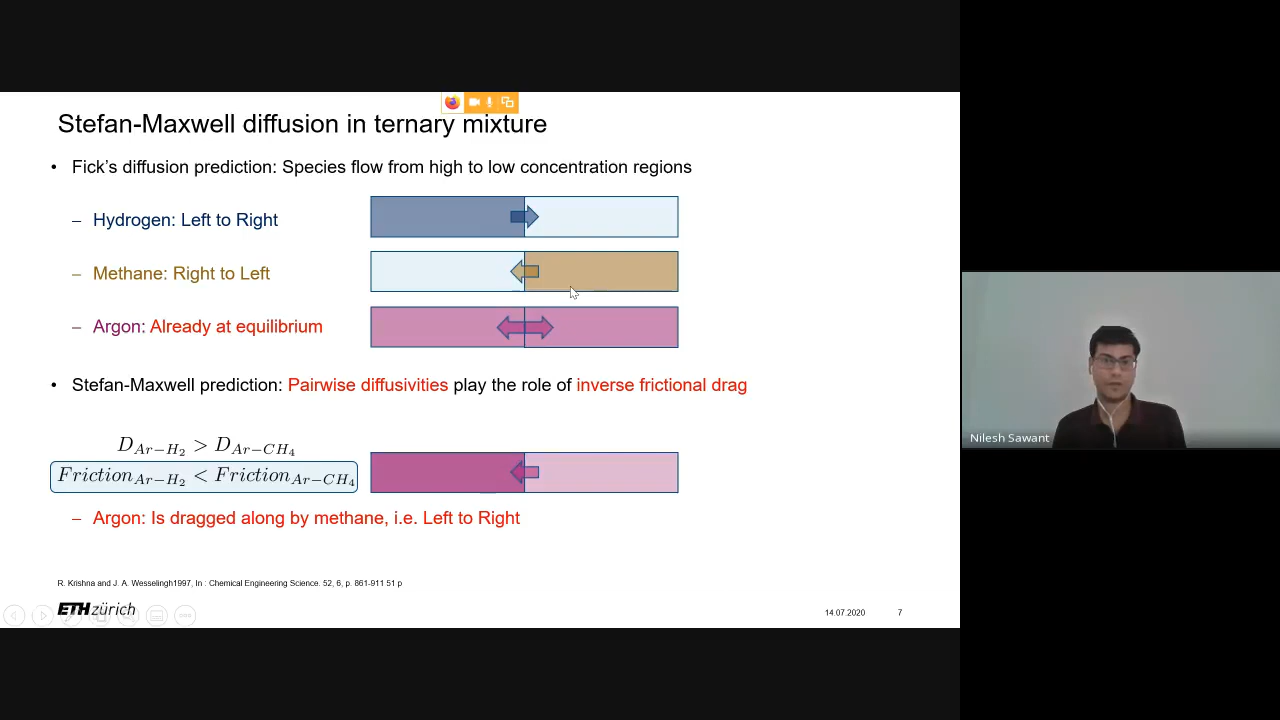 Stefan-Maxwell diffusion in ternary mixture
• Fick's diffusion prediction: Species flow from high to low concentration regions
– Hydrogen: Left to Right
– Methane: Right to Left
– Argon: Already at equilibrium
• Stefan-Maxwell prediction: Pairwise diffusivities play the role of inverse frictional drag
D_{Ar-H_2} > D_{Ar-CH_4}
Friction_{Ar-H_2} < Friction_{Ar-CH_4}
– Argon: Is dragged along by methane, i.e. Left to Right
R. Krishna and J. A. Wesselingh1997, In : Chemical Engineering Science. 52, 6, p. 861-911 51 p
ETH zürich
14.07.2020 7
Nilesh Sawant